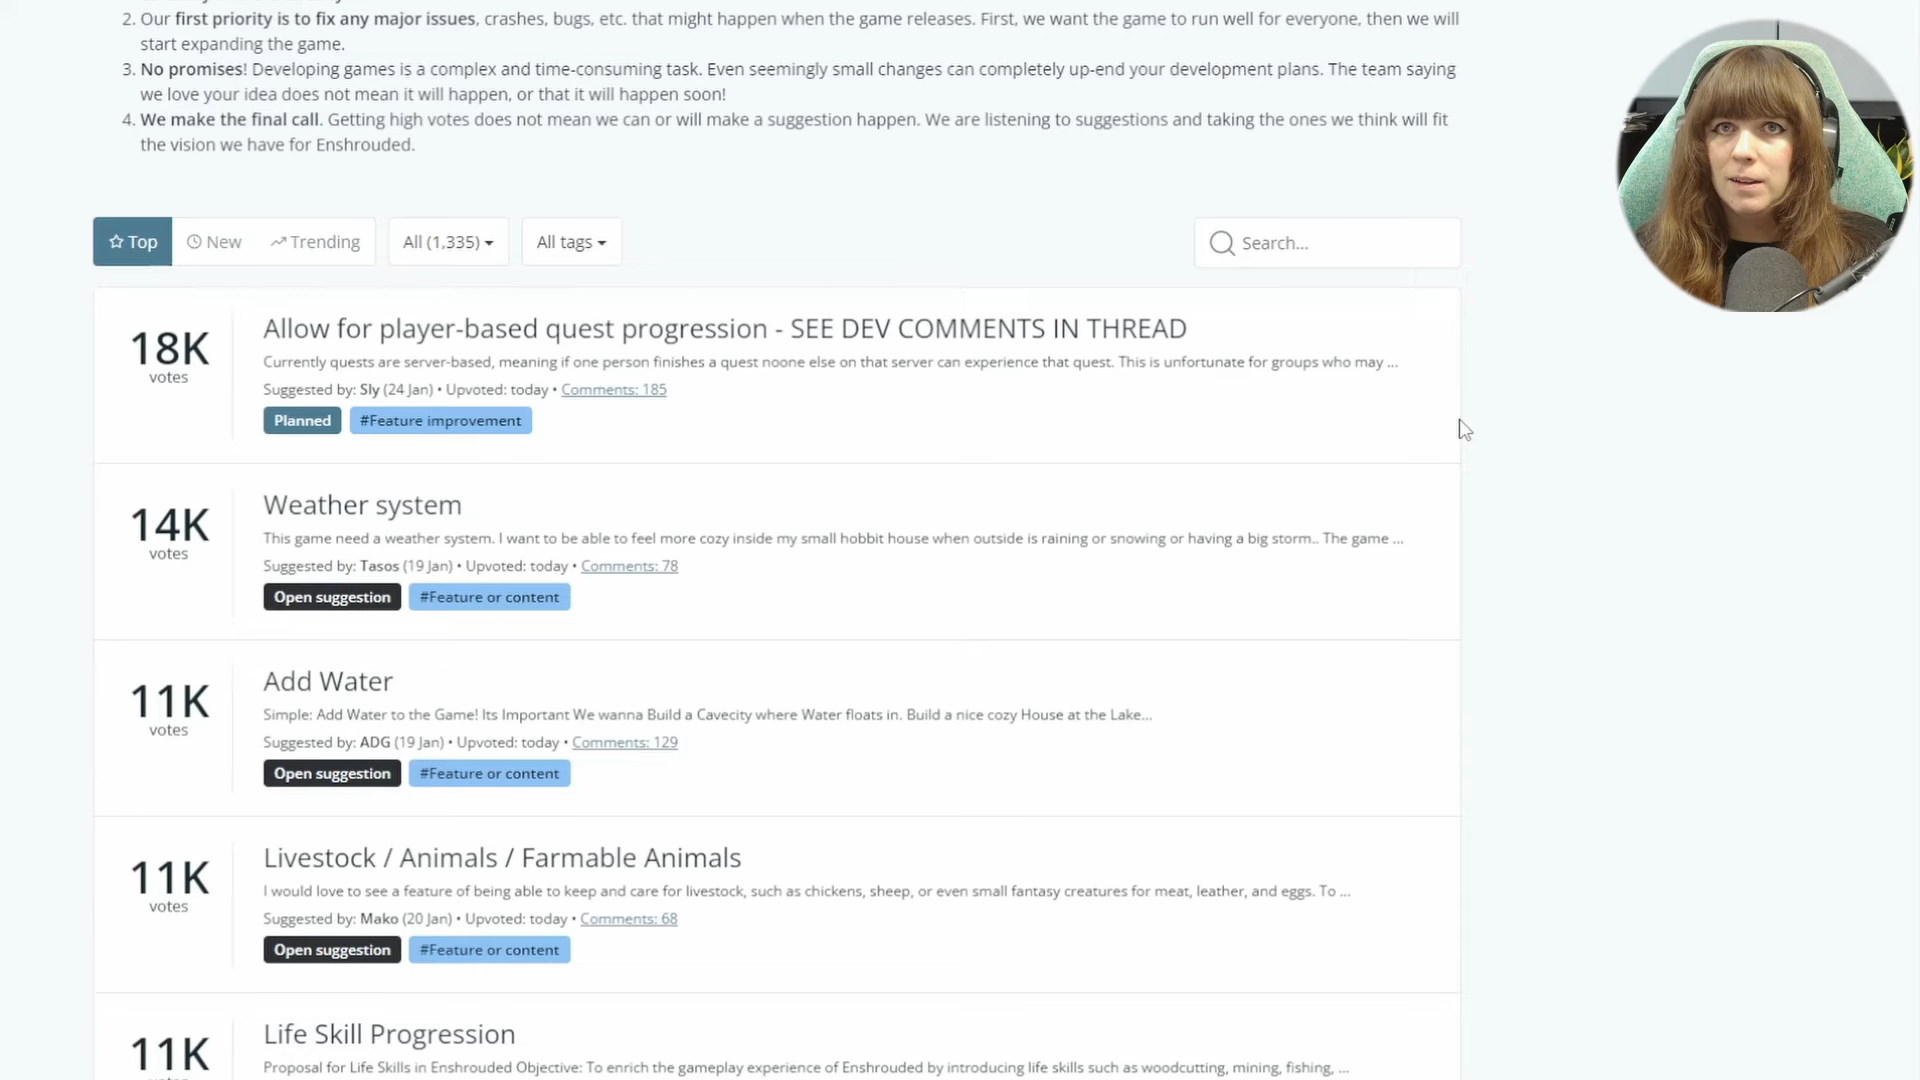 2. Our first priority is to fix any major issues, crashes, bugs, etc. that might happen when the game releases. First, we want the game to run well for everyone, then we will
start expanding the game.
3. No promises! Developing games is a complex and time-consuming task. Even seemingly small changes can completely up-end your development plans. The team saying
we love your idea does not mean it will happen, or that it will happen soon!
4. We make the final call. Getting high votes does not mean we can or will make a suggestion happen. We are listening to suggestions and taking the ones we think will fit
the vision we have for Enshrouded.
Top New Trending All (1,335) All tags Search...
18K
votes
Allow for player-based quest progression - SEE DEV COMMENTS IN THREAD
Currently quests are server-based, meaning if one person finishes a quest noone else on that server can experience that quest. This is unfortunate for groups who may ...
Suggested by: Sly (24 Jan) • Upvoted: today • Comments: 185
Planned #Feature improvement
14K
votes
Weather system
This game need a weather system. I want to be able to feel more cozy inside my small hobbit house when outside is raining or snowing or having a big storm.. The game ...
Suggested by: Tasos (19 Jan) • Upvoted: today • Comments: 78
Open suggestion #Feature or content
11K
votes
Add Water
Simple: Add Water to the Game! Its Important We wanna Build a Cavecity where Water floats in. Build a nice cozy House at the Lake...
Suggested by: ADG (19 Jan) • Upvoted: today • Comments: 129
Open suggestion #Feature or content
11K
votes
Livestock / Animals / Farmable Animals
I would love to see a feature of being able to keep and care for livestock, such as chickens, sheep, or even small fantasy creatures for meat, leather, and eggs. To ...
Suggested by: Mako (20 Jan) • Upvoted: today • Comments: 68
Open suggestion #Feature or content
11K
Life Skill Progression
Proposal for Life Skills in Enshrouded Objective: To enrich the gameplay experience of Enshrouded by introducing life skills such as woodcutting, mining, fishing, ...